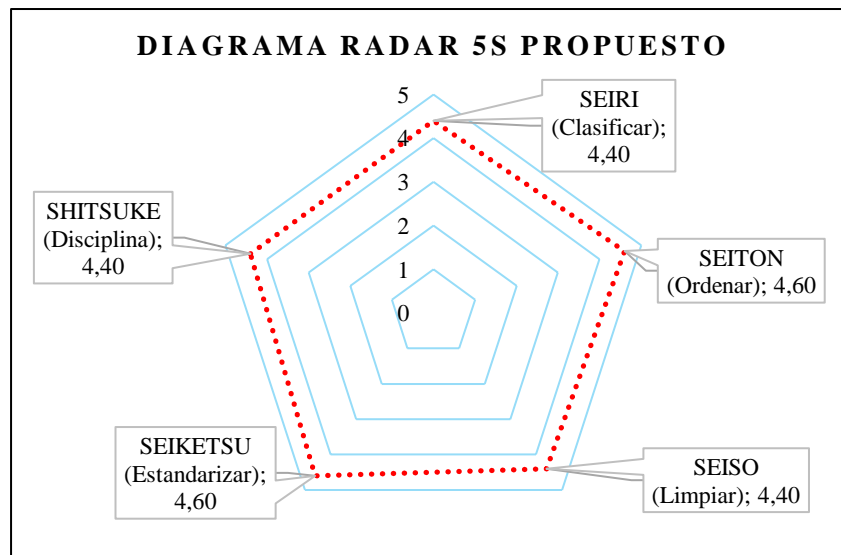 DIAGRAMA RADAR 5S PROPUESTO
5
4
3
2
1
0
SEIRI
(Clasificar);
4,40
SEITON
(Ordenar); 4,60
SEISO
(Limpiar); 4,40
SEIKETSU
(Estandarizar);
4,60
SHITSUKE
(Disciplina);
4,40